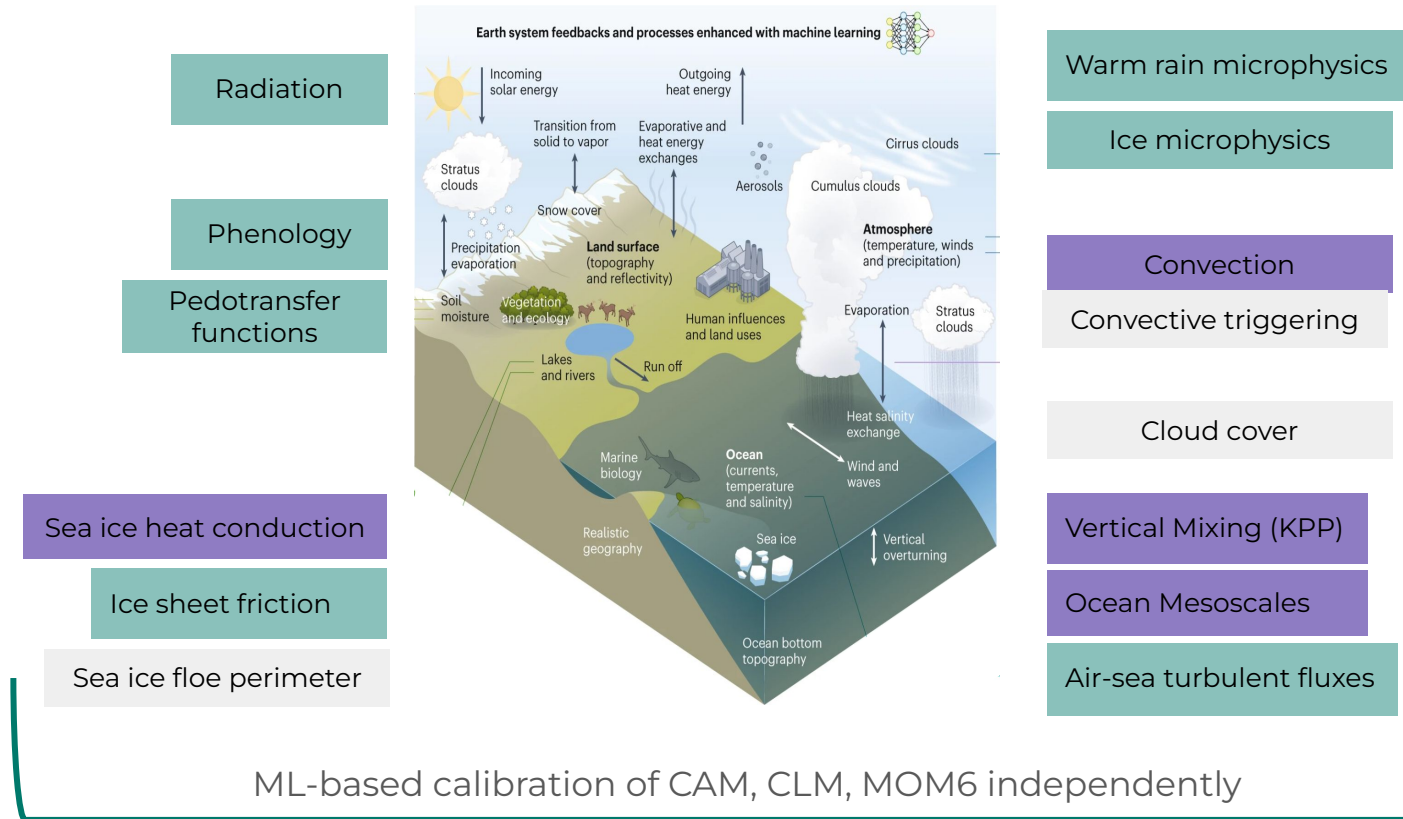 Earth system feedbacks and processes enhanced with machine learning
Radiation
Phenology
Pedotransfer
functions
Sea ice heat conduction
Ice sheet friction
Sea ice floe perimeter
Incoming
solar energy
Outgoing
heat energy
Transition from
solid to vapor
Evaporative and
heat energy
exchanges
Cirrus clouds
Stratus
clouds
Aerosols
Cumulus clouds
Snow cover
Precipitation
evaporation
Land surface
(topography
and reflectivity)
Atmosphere
(temperature, winds
and precipitation)
Soil
moisture
Vegetation
and ecology
Human influences
and land uses
Evaporation
Stratus
clouds
Lakes
and rivers
Run off
Heat salinity
exchange
Marine
biology
Ocean
(currents,
temperature
and salinity)
Wind and
waves
Realistic
geography
Sea ice
Vertical
overturning
Ocean bottom
topography
Warm rain microphysics
Ice microphysics
Convection
Convective triggering
Cloud cover
Vertical Mixing (KPP)
Ocean Mesoscales
Air-sea turbulent fluxes
ML-based calibration of CAM, CLM, MOM6 independently